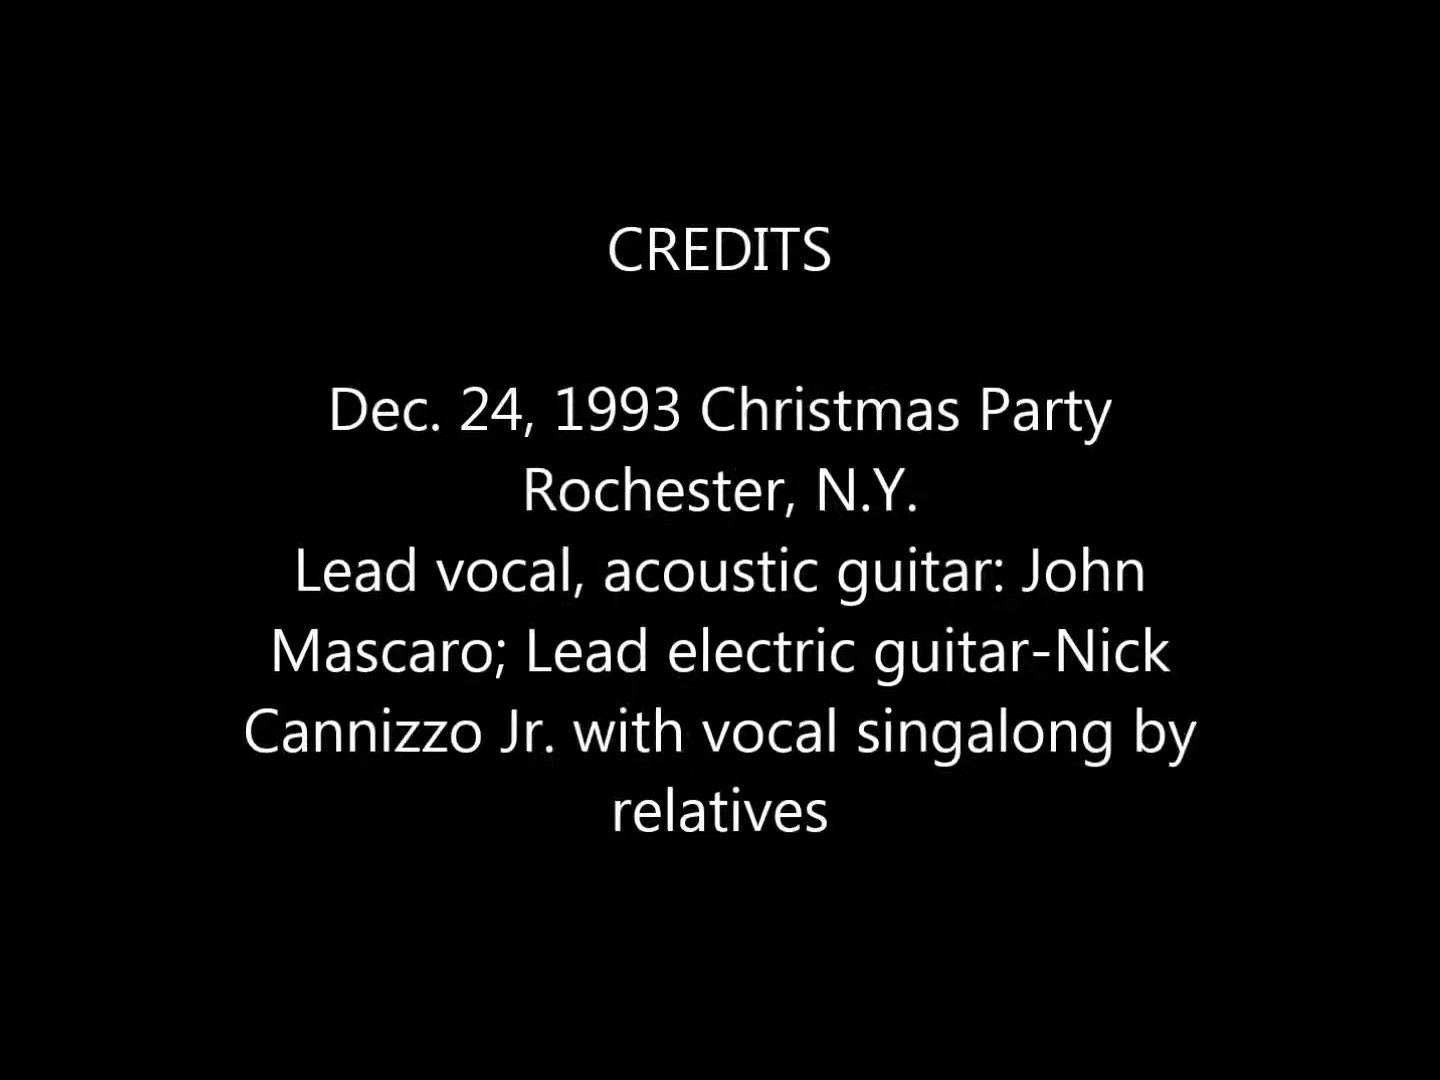 CREDITS
Dec. 24, 1993 Christmas Party
Rochester, N.Y.
Lead vocal, acoustic guitar: John
Mascaro; Lead electric guitar-Nick
Cannizzo Jr. with vocal singalong by
relatives